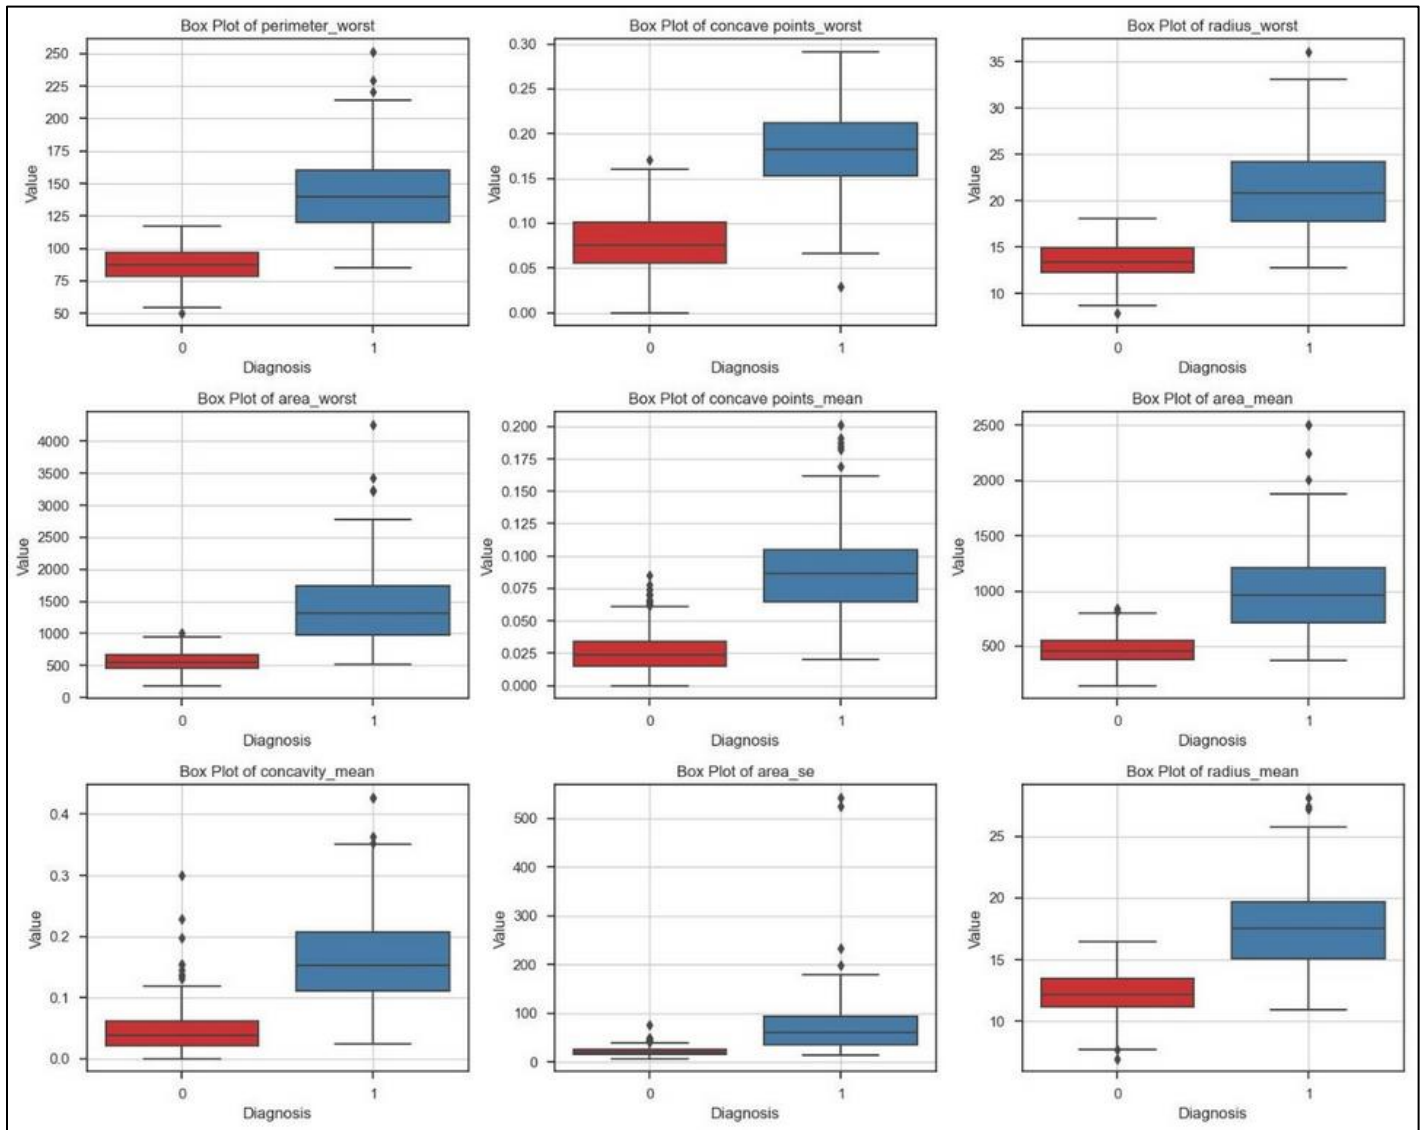 Box Plot of perimeter_worst
250
225
200
175
150
125
100
75
50
Value
0 1
Diagnosis
Box Plot of concave points_worst
0.30
0.25
0.20
0.15
0.10
0.05
0.00
Value
0 1
Diagnosis
Box Plot of radius_worst
35
30
25
20
15
10
Value
0 1
Diagnosis
Box Plot of area_worst
4000
3500
3000
2500
2000
1500
1000
500
0
Value
0 1
Diagnosis
Box Plot of concave points_mean
0.200
0.175
0.150
0.125
0.100
0.075
0.050
0.025
0.000
Value
0 1
Diagnosis
Box Plot of area_mean
2500
2000
1500
1000
500
Value
0 1
Diagnosis
Box Plot of concavity_mean
0.4
0.3
0.2
0.1
0.0
Value
0 1
Diagnosis
Box Plot of area_se
500
400
300
200
100
0
Value
0 1
Diagnosis
Box Plot of radius_mean
25
20
15
10
Value
0 1
Diagnosis